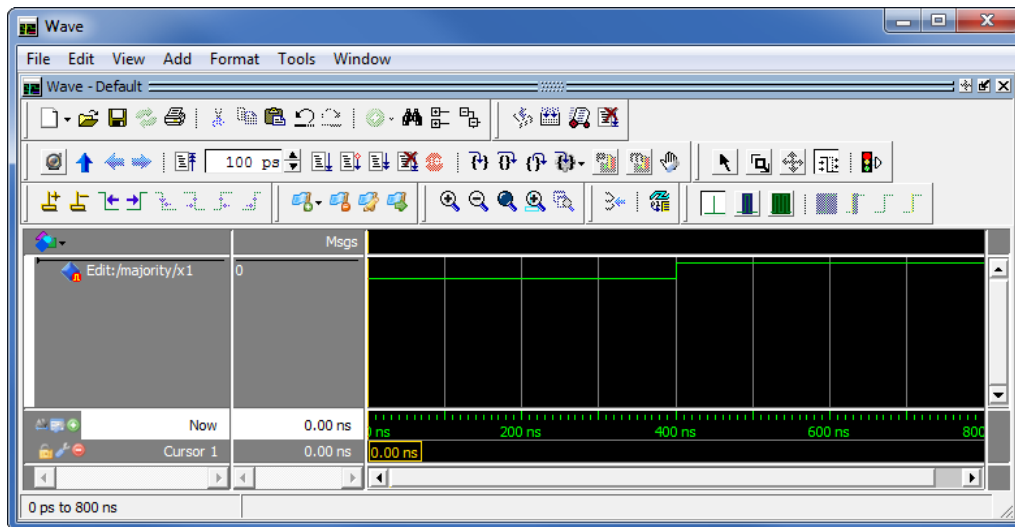 Wave
File Edit View Add Format Tools Window
Wave - Default
100 ps
Msgs
Edit:/majority/x1 0
Now 0.00 ns
ns 200 ns 400 ns 600 ns 800
Cursor 1 0.00 ns 0.00 ns
0 ps to 800 ns